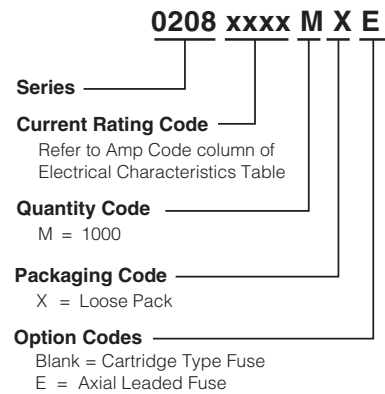 0208 xxxx M X E
Series
Current Rating Code
Refer to Amp Code column of
Electrical Characteristics Table
Quantity Code
M = 1000
Packaging Code
X = Loose Pack
Option Codes
Blank = Cartridge Type Fuse
E = Axial Leaded Fuse